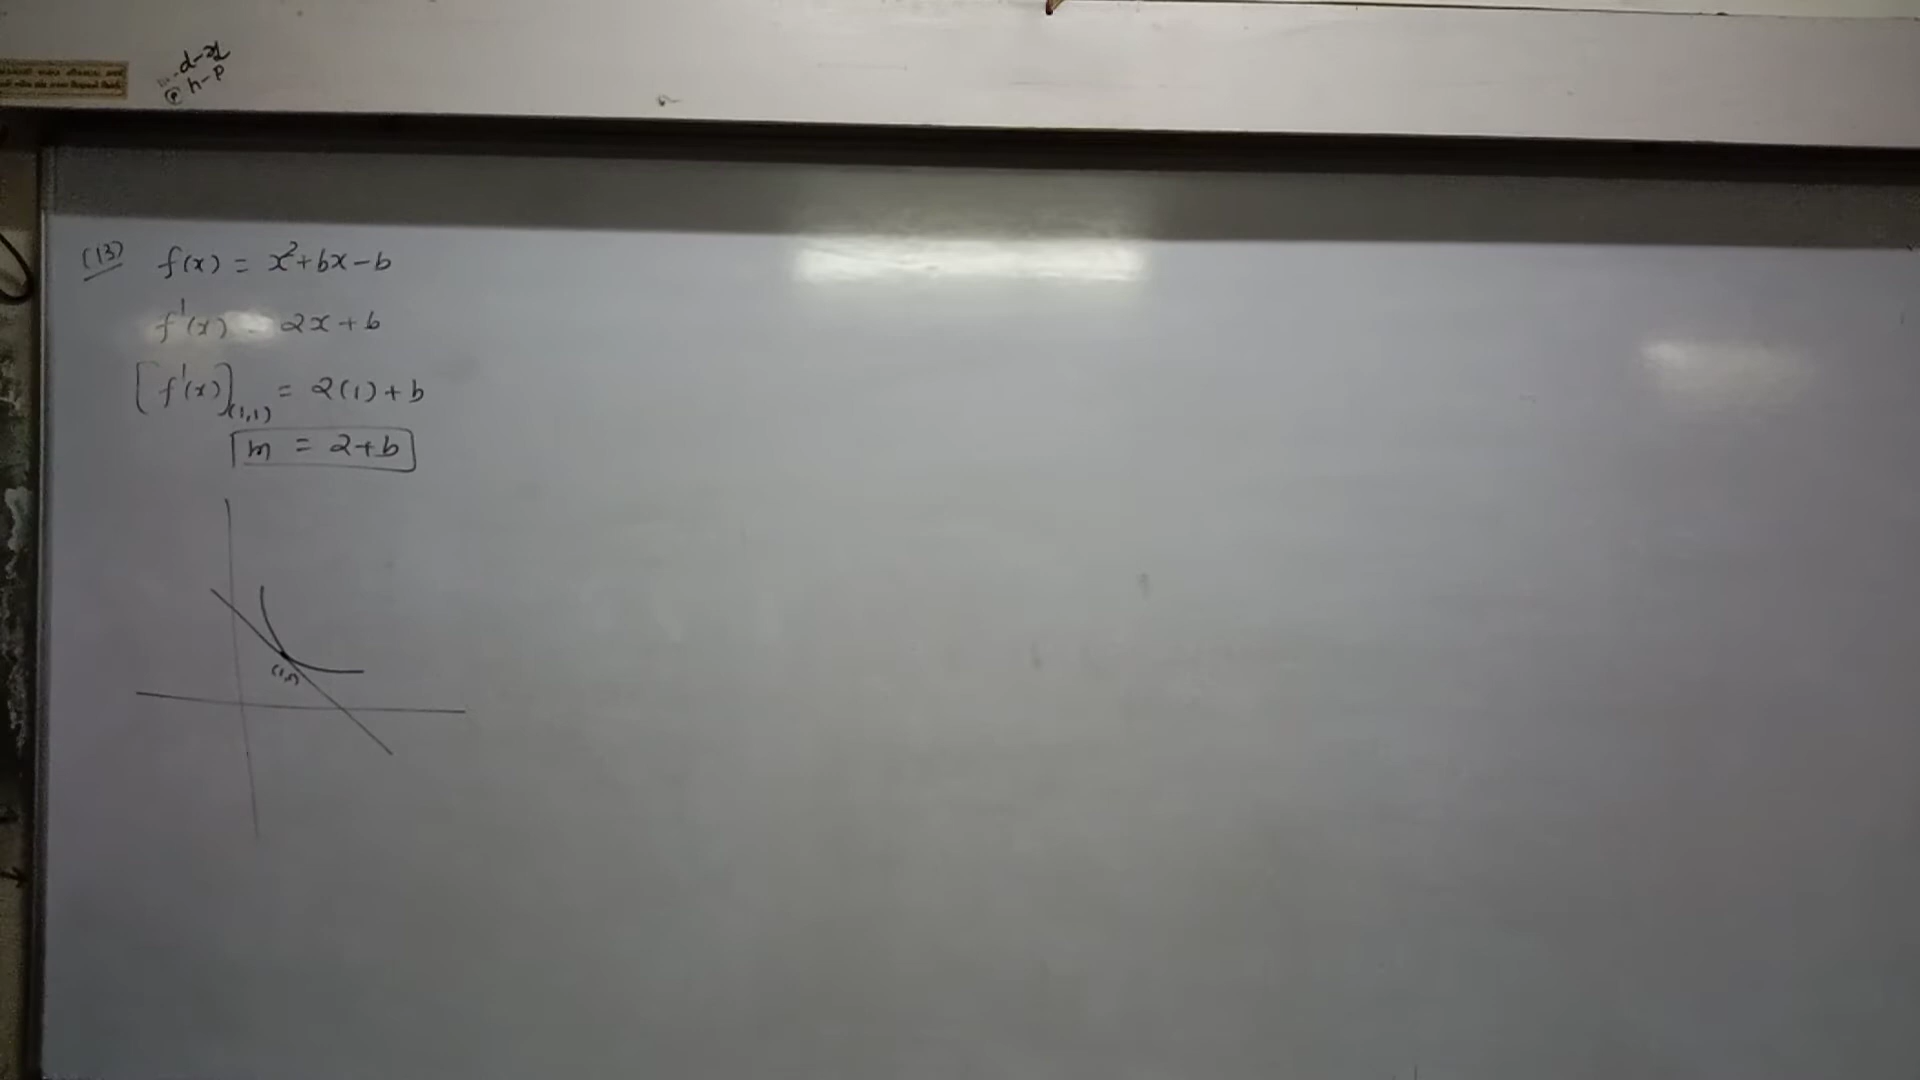 d-x
@ h-p
(13) f(x) = x²+bx-b
f'(x) = 2x+b
[f'(x)](1,1) = 2(1)+b
m = 2+b
(1,1)